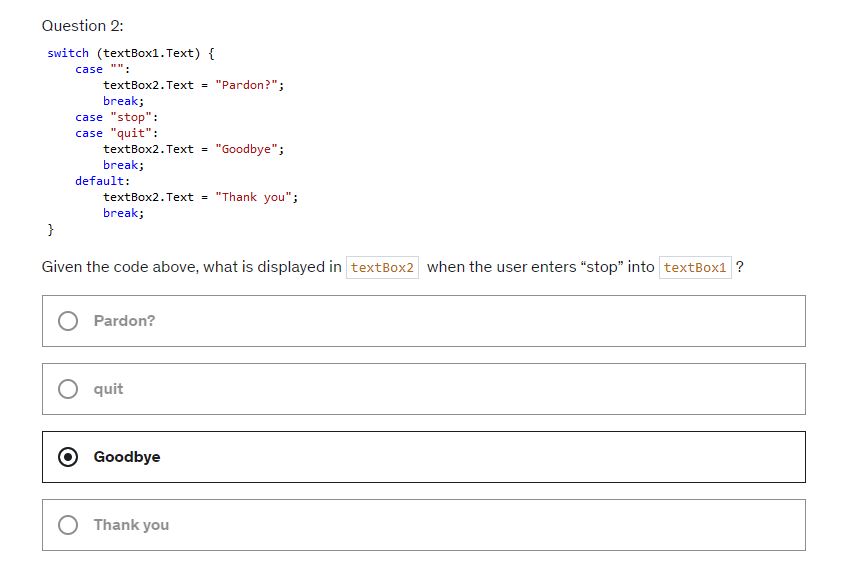 Question 2:
switch (textBox1.Text) {
    case "":
        textBox2.Text = "Pardon?";
        break;
    case "stop":
    case "quit":
        textBox2.Text = "Goodbye";
        break;
    default:
        textBox2.Text = "Thank you";
        break;
}
Given the code above, what is displayed in textBox2 when the user enters “stop” into textBox1 ?
Pardon?
quit
Goodbye
Thank you